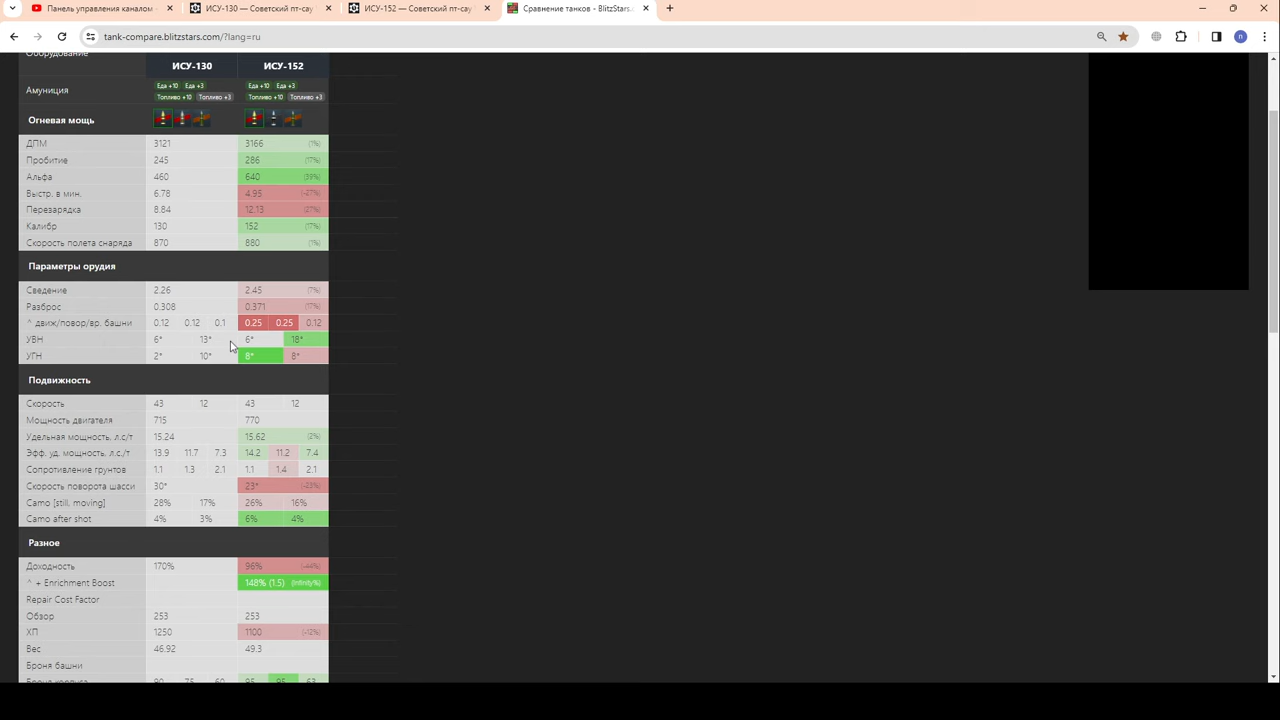 Панель управления каналом -
ИСУ-130 — Советский пт-сау
ИСУ-152 — Советский пт-сау
Сравнение танков - BlitzStars.c
tank-compare.blitzstars.com/?lang=ru
n
Оборудование
ИСУ-130 ИСУ-152
Амуниция Еда +10 Еда +3 Еда +10 Еда +3
Топливо +10 Топливо +3 Топливо +10 Топливо +3
Огневая мощь
ДПМ 3121 3166 (1%)
Пробитие 245 286 (17%)
Альфа 460 640 (39%)
Выстр. в мин. 6.78 4.95 (-27%)
Перезарядка 8.84 12.13 (37%)
Калибр 130 152 (17%)
Скорость полета снаряда 870 880 (1%)
Параметры орудия
Сведение 2.26 2.45 (7%)
Разброс 0.308 0.371 (17%)
^ движ/повор/вр. башни 0.12 0.12 0.1 0.25 0.25 0.12
УВН 6° 13° 6° 18°
УГН 2° 10° 8° 8°
Подвижность
Скорость 43 12 43 12
Мощность двигателя 715 770
Удельная мощность. л.с/т 15.24 15.62 (2%)
Эфф. уд. мощность. л.с/т 13.9 11.7 7.3 14.2 11.2 7.4
Сопротивление грунтов 1.1 1.3 2.1 1.1 1.4 2.1
Скорость поворота шасси 30° 23° (-23%)
Camo [still, moving] 28% 17% 26% 16%
Camo after shot 4% 3% 6% 4%
Разное
Доходность 170% 96% (-44%)
^ + Enrichment Boost 148% (1.5) (Infinity%)
Repair Cost Factor
Обзор 253 253
ХП 1250 1100 (-12%)
Вес 46.92 49.3
Броня башни
Броня корпуса 90 75 60 95 95 63